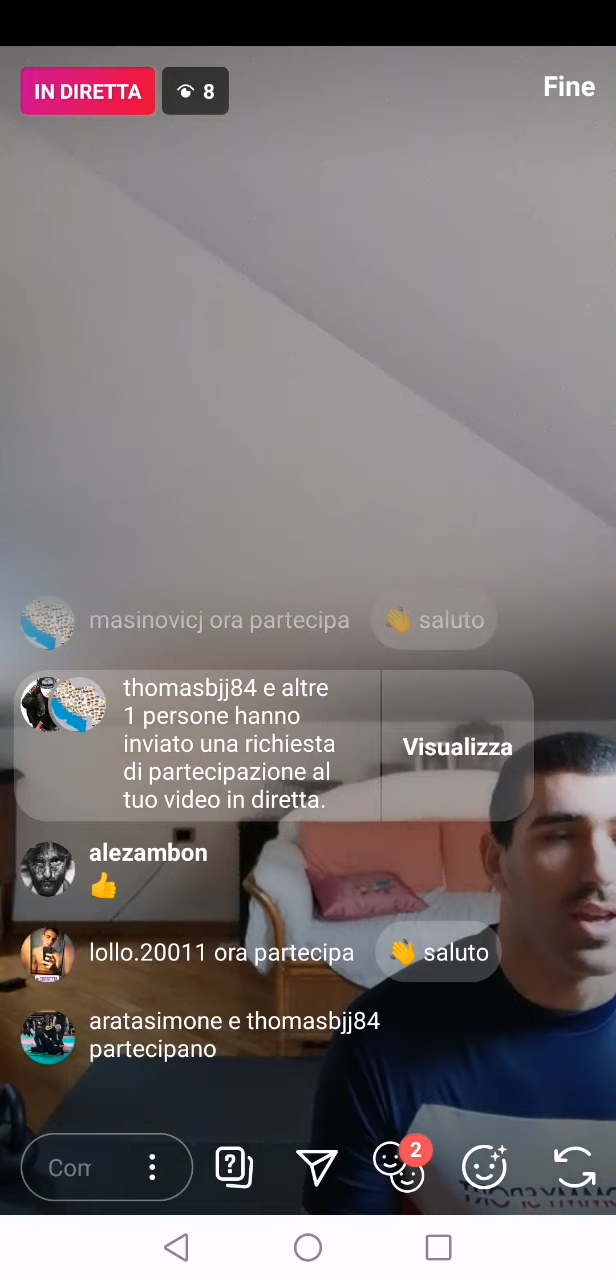 IN DIRETTA
8
Fine
masinovicj ora partecipa
👋 saluto
thomasbjj84 e altre
1 persone hanno
inviato una richiesta
di partecipazione al
tuo video in diretta.
Visualizza
alezambon
👍
lollo.20011 ora partecipa
👋 saluto
aratasimone e thomasbjj84
partecipano
2
?